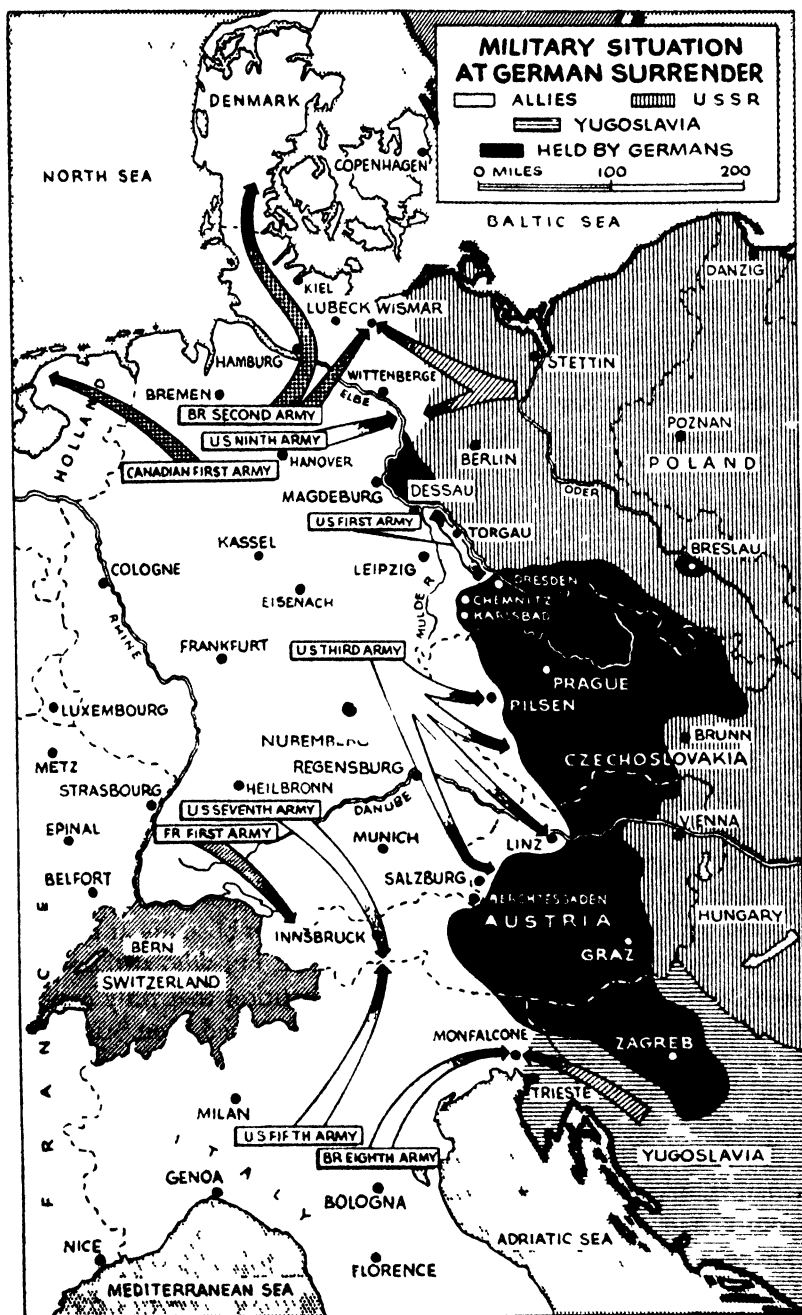 MILITARY SITUATION
AT GERMAN SURRENDER
ALLIES USSR
YUGOSLAVIA
HELD BY GERMANS
0 MILES 100 200
DENMARK
COPENHAGEN
NORTH SEA
BALTIC SEA
DANZIG
KIEL
LUBECK WISMAR
HAMBURG
STETTIN
WITTENBERGE
BREMEN
ELBE
BR SECOND ARMY
HOLLAND
US NINTH ARMY
POZNAN
BERLIN
POLAND
HANOVER
CANADIAN FIRST ARMY
MAGDEBURG
DESSAU
ODER
US FIRST ARMY
TORGAU
KASSEL
BRESLAU
COLOGNE
LEIPZIG
DRESDEN
EISENACH
CHEMNITZ
KARLSBAD
MULDE R
RHINE
FRANKFURT
US THIRD ARMY
PRAGUE
LUXEMBOURG
PILSEN
NUREMBERG
BRUNN
METZ
CZECHOSLOVAKIA
REGENSBURG
STRASBOURG
HEILBRONN
DANUBE
US SEVENTH ARMY
VIENNA
EPINAL
FR FIRST ARMY
MUNICH
LINZ
BELFORT
SALZBURG
BERCHTESGADEN
AUSTRIA
HUNGARY
BERN
INNSBRUCK
GRAZ
SWITZERLAND
FRANCE
MONFALCONE
ZAGREB
TRIESTE
MILAN
US FIFTH ARMY
BR EIGHTH ARMY
YUGOSLAVIA
GENOA
BOLOGNA
ADRIATIC SEA
NICE
FLORENCE
MEDITERRANEAN SEA